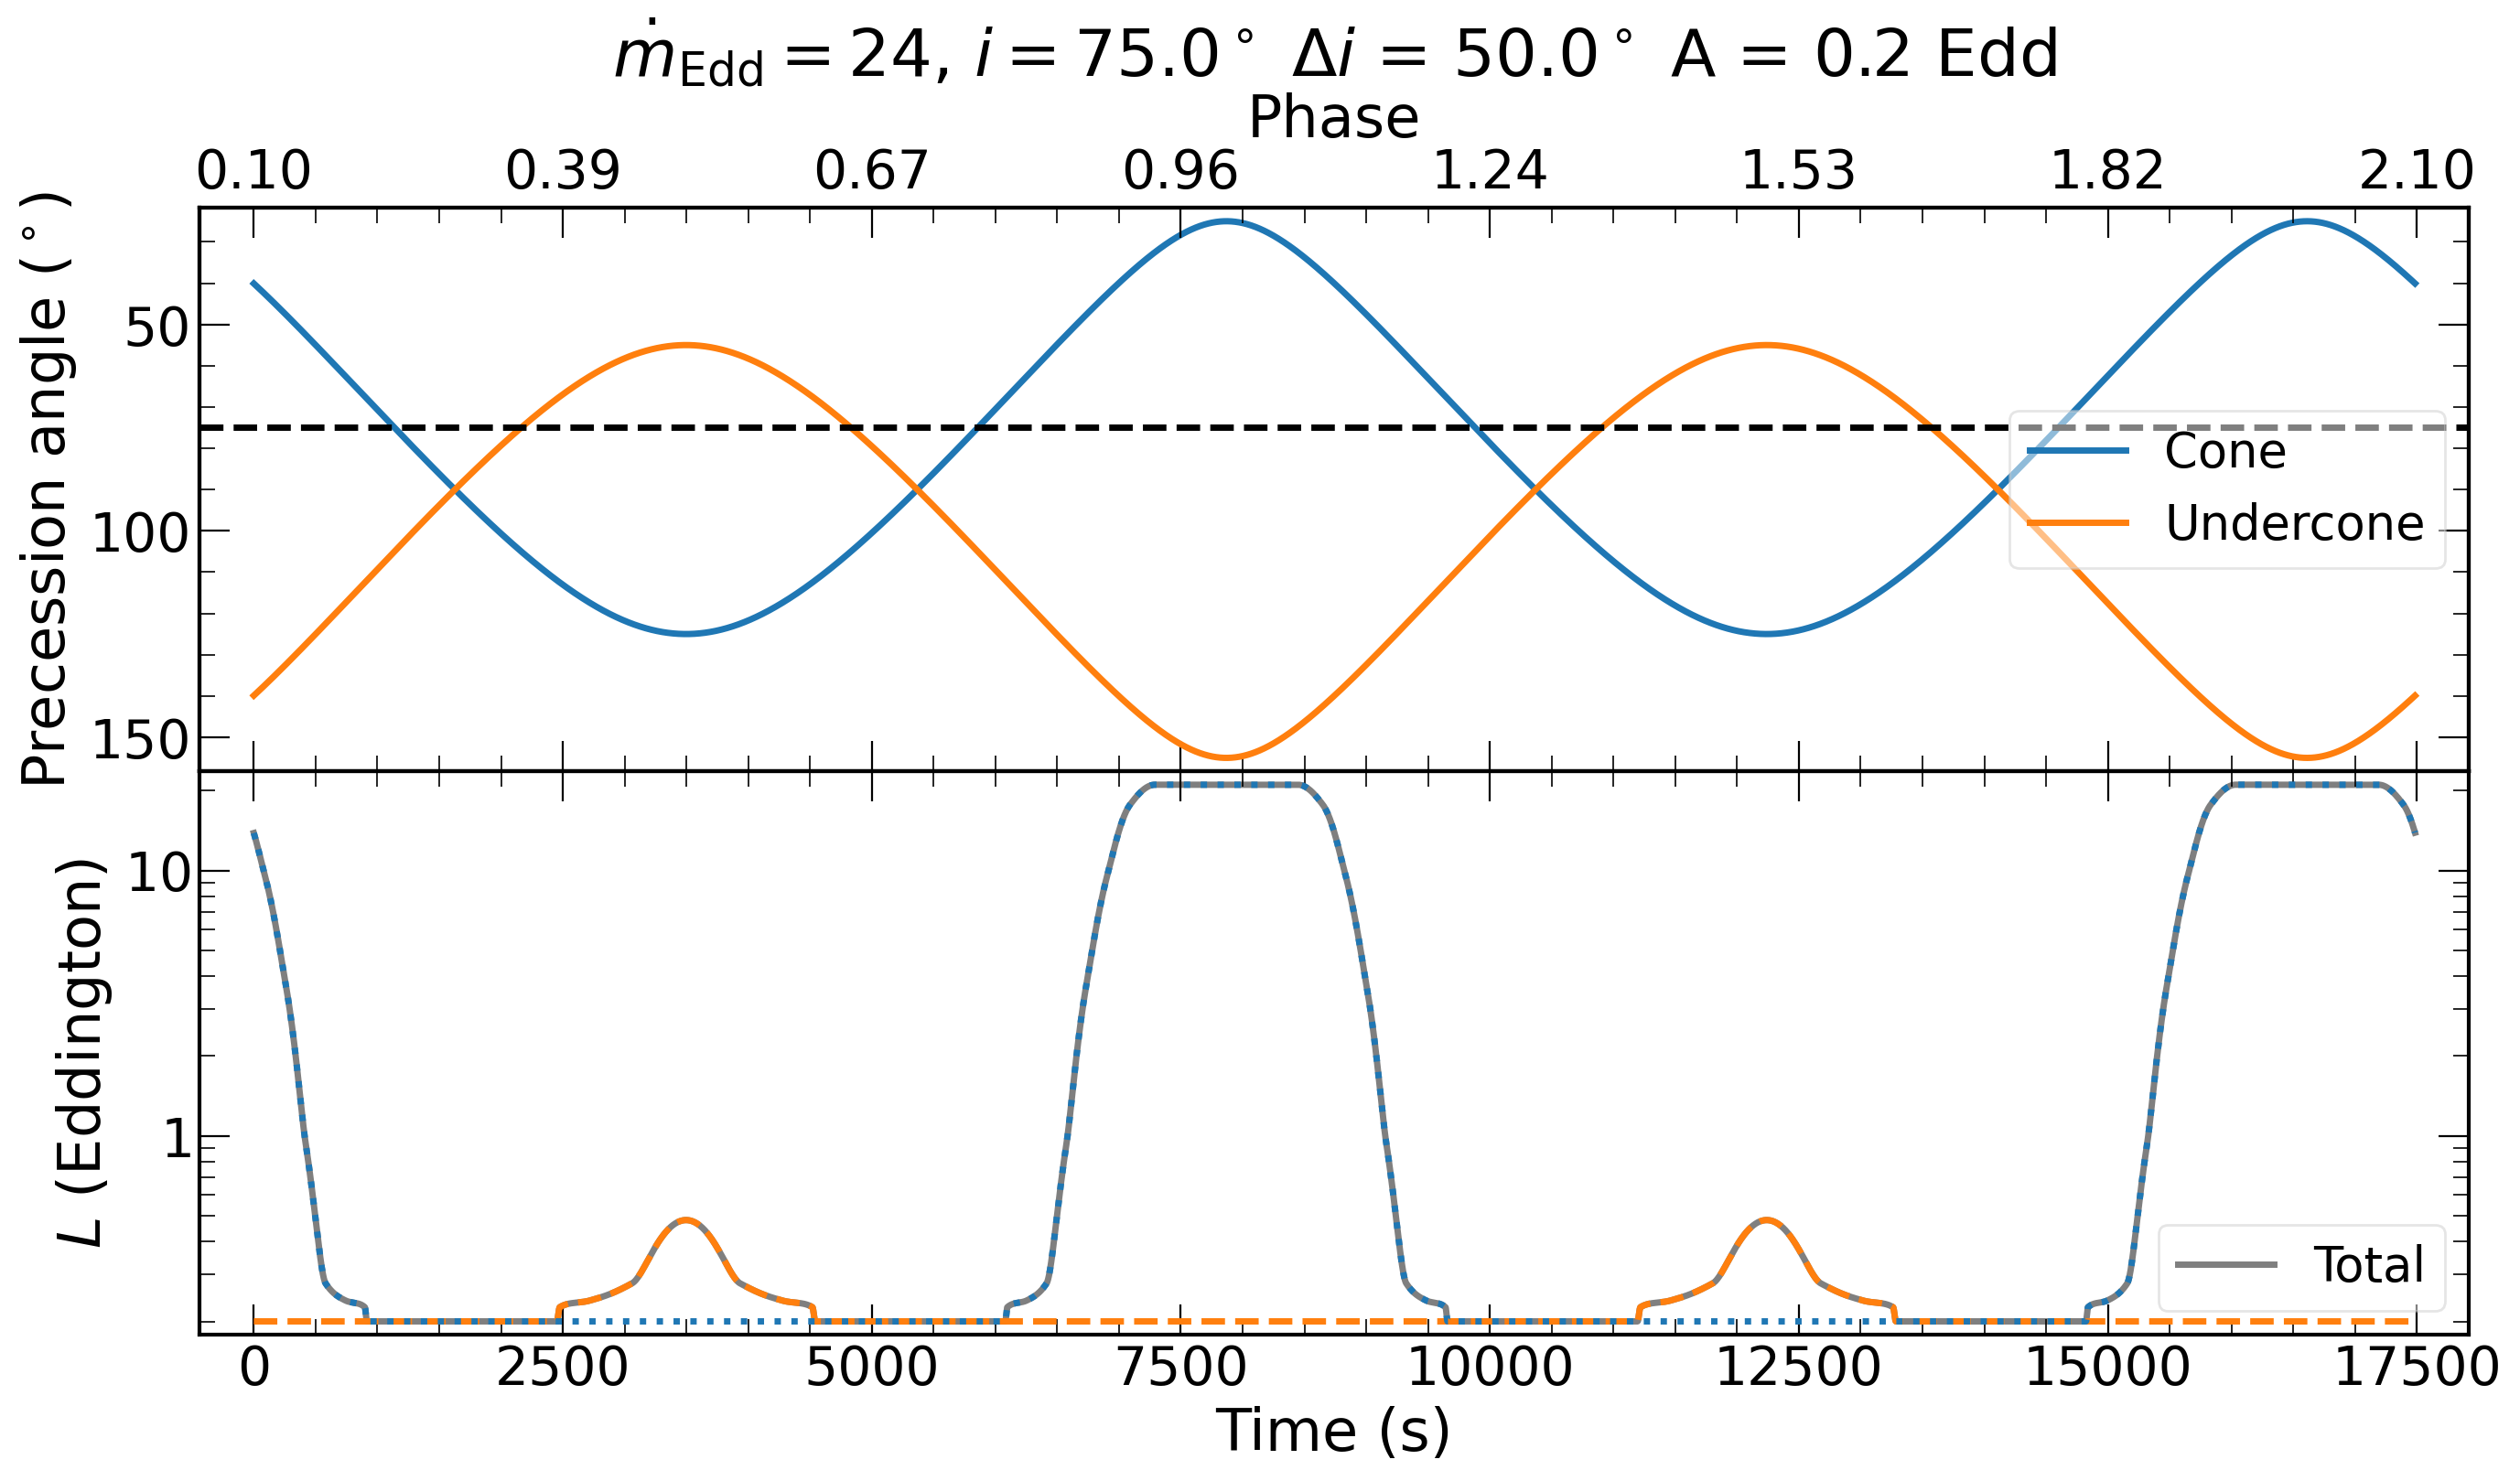 ṁEdd = 24, i = 75.0° Δi = 50.0° A = 0.2 Edd
Phase
0.10 0.39 0.67 0.96 1.24 1.53 1.82 2.10
Precession angle (°)
50
100
150
Cone
Undercone
L (Eddington)
10
1
Total
0 2500 5000 7500 10000 12500 15000 17500
Time (s)